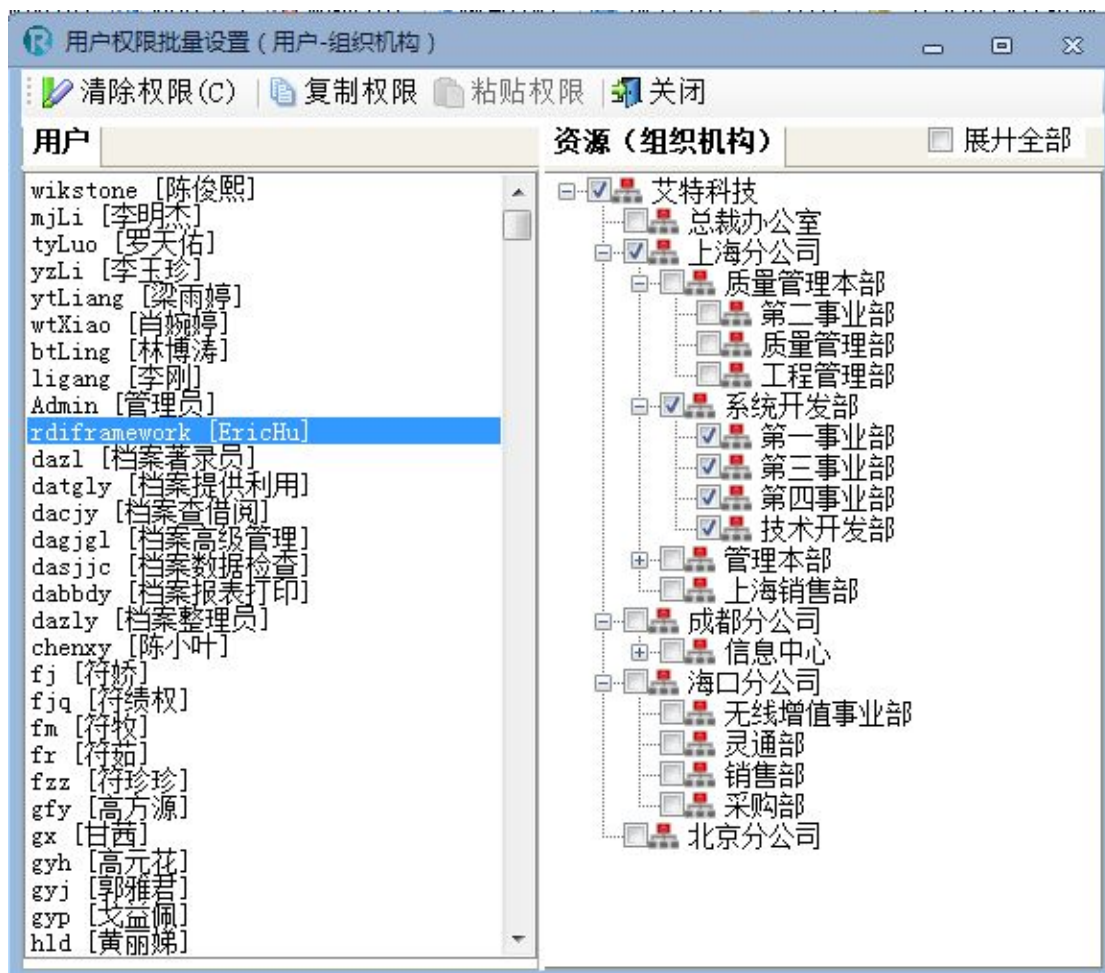 用户权限批量设置(用户-组织机构)
清除权限(C) 复制权限 粘贴权限 关闭
用户
wikstone [陈俊熙]
mjLi [李明杰]
tyLuo [罗天佑]
yzLi [李玉珍]
ytLiang [梁雨婷]
wtXiao [肖婉婷]
btLing [林博涛]
ligang [李刚]
Admin [管理员]
rdiframework [EricHu]
dazl [档案著录员]
datgly [档案提供利用]
dacjy [档案查借阅]
dagjgl [档案高级管理]
dasjjc [档案数据检查]
dabbdy [档案报表打印]
dazly [档案整理员]
chenxy [陈小叶]
fj [符娇]
fjq [符绩权]
fm [符牧]
fr [符茹]
fzz [符珍珍]
gfy [高方源]
gx [甘茜]
gyh [高元花]
gyj [郭雅君]
gyp [戈益佩]
hld [黄丽娣]
资源(组织机构)
展开全部
艾特科技
总裁办公室
上海分公司
质量管理本部
第二事业部
质量管理部
工程管理部
系统开发部
第一事业部
第三事业部
第四事业部
技术开发部
管理本部
上海销售部
成都分公司
信息中心
海口分公司
无线增值事业部
灵通部
销售部
采购部
北京分公司